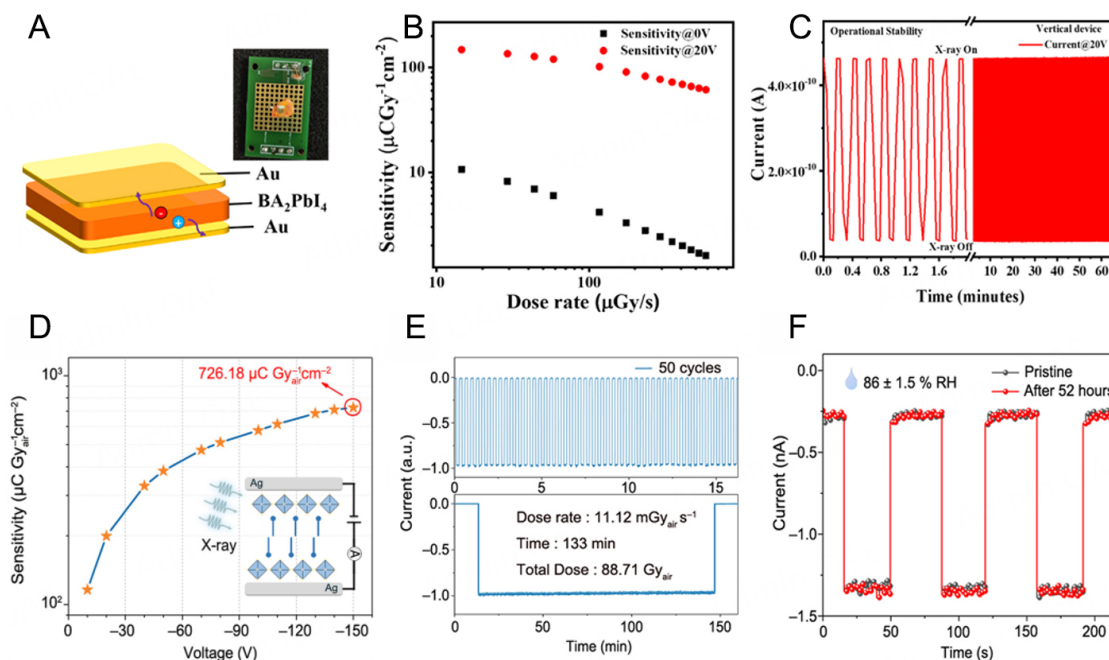 A
Au
BA₂PbI₄
Au
-
+
B
Sensitivity@0V
Sensitivity@20V
Sensitivity (μCGy⁻¹cm⁻²)
100
10
10
100
Dose rate (μGy/s)
C
Operational Stability
Vertical device
X-ray On
Current@20V
Current (A)
4.0×10⁻¹⁰
2.0×10⁻¹⁰
0.0
X-ray Off
0.0 0.4 0.8 1.2 1.6 10 20 30 40 50 60
Time (minutes)
D
10³
10²
726.18 μC Gy⁻¹air cm⁻²
Sensitivity (μC Gy⁻¹air cm⁻²)
Ag
X-ray
A
Ag
0 −30 −60 −90 −120 −150
Voltage (V)
E
50 cycles
0.0
−0.5
−1.0
0 5 10 15
Current (a.u.)
0.0
−0.5
−1.0
Dose rate : 11.12 mGyair s⁻¹
Time : 133 min
Total Dose : 88.71 Gyair
0 50 100 150
Time (min)
F
0.0
−0.5
−1.0
−1.5
86 ± 1.5 % RH
Pristine
After 52 hours
Current (nA)
0 50 100 150 200
Time (s)